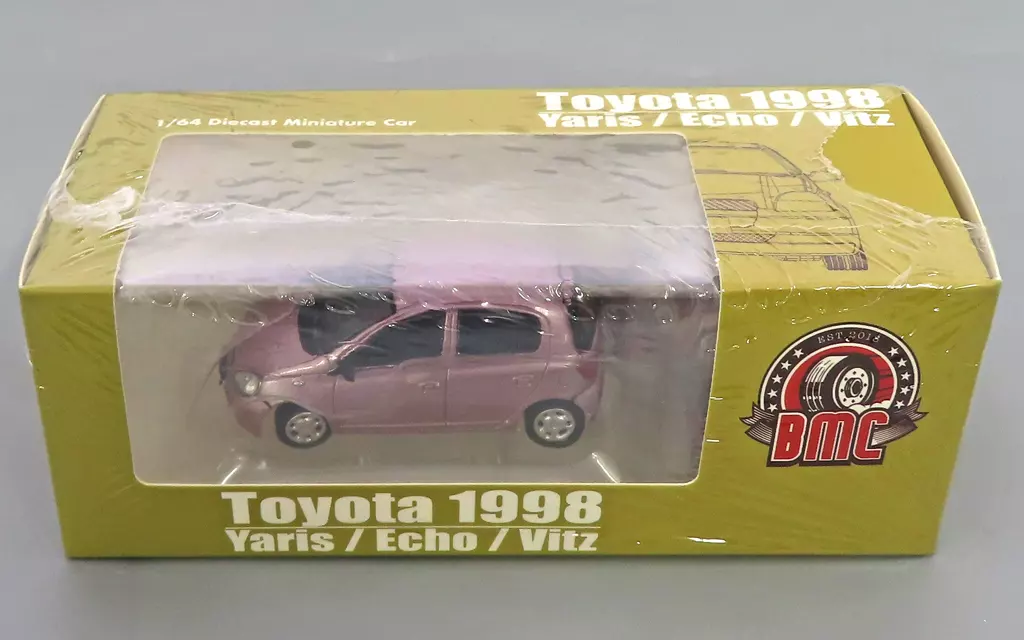 1/64 Diecast Miniature Car
Toyota 1998
Yaris / Echo / Vitz
EST.2018
BMC
Toyota 1998
Yaris / Echo / Vitz